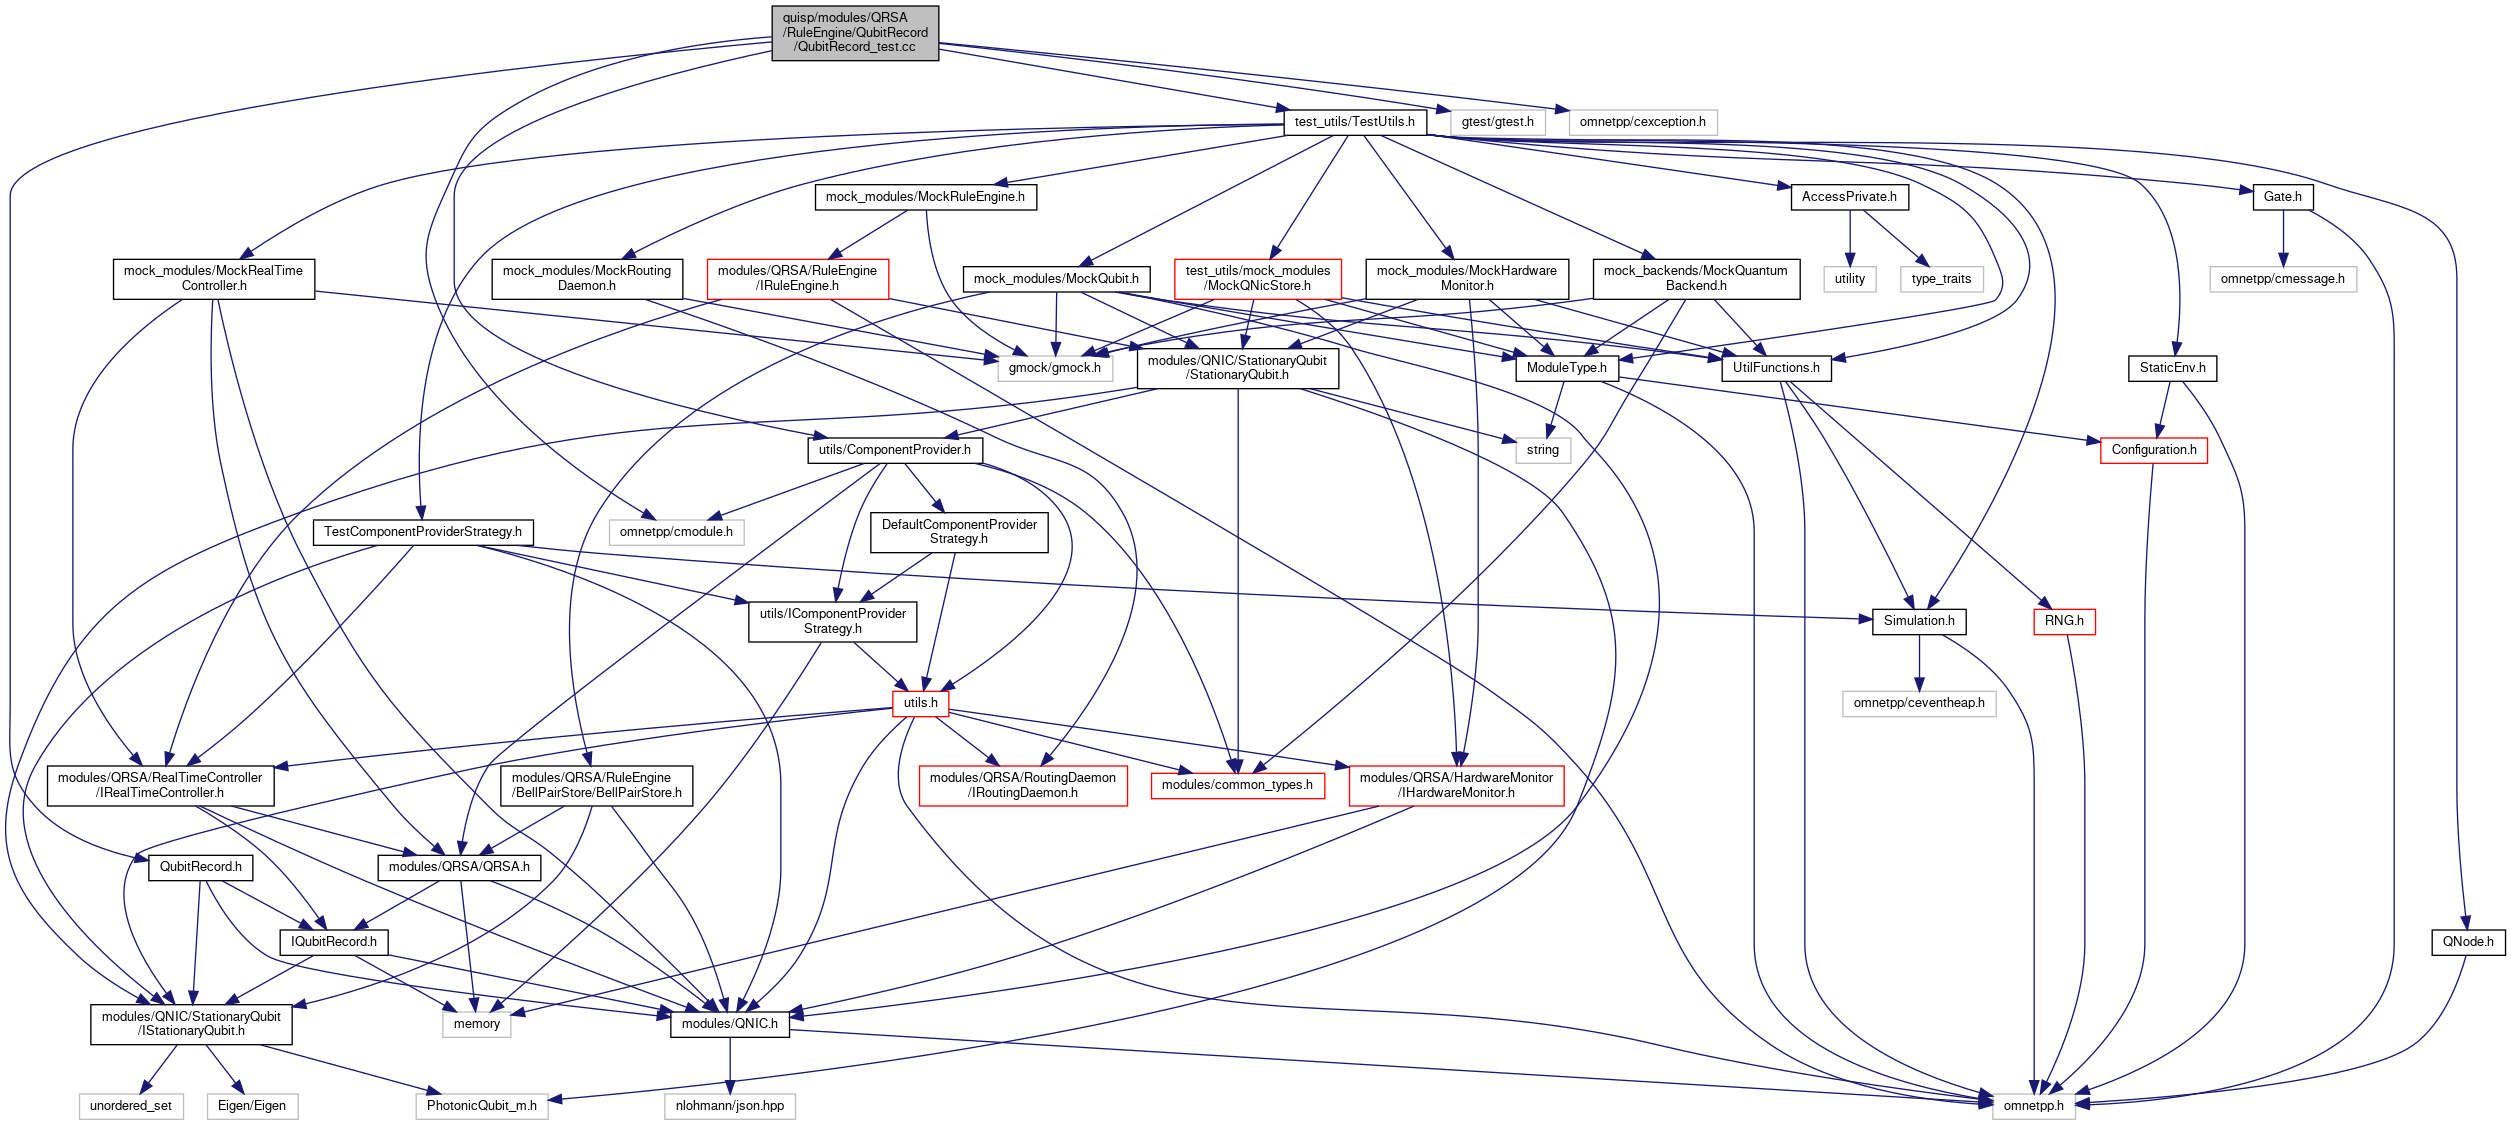 quisp/modules/QRSA
/RuleEngine/QubitRecord
/QubitRecord_test.cc
test_utils/TestUtils.h
gtest/gtest.h
omnetpp/cexception.h
mock_modules/MockRuleEngine.h
AccessPrivate.h
Gate.h
mock_modules/MockRealTime
Controller.h
mock_modules/MockRouting
Daemon.h
modules/QRSA/RuleEngine
/IRuleEngine.h
mock_modules/MockQubit.h
test_utils/mock_modules
/MockQNicStore.h
mock_modules/MockHardware
Monitor.h
mock_backends/MockQuantum
Backend.h
utility
type_traits
omnetpp/cmessage.h
gmock/gmock.h
modules/QNIC/StationaryQubit
/StationaryQubit.h
ModuleType.h
UtilFunctions.h
StaticEnv.h
utils/ComponentProvider.h
string
Configuration.h
TestComponentProviderStrategy.h
omnetpp/cmodule.h
DefaultComponentProvider
Strategy.h
utils/IComponentProvider
Strategy.h
Simulation.h
RNG.h
utils.h
omnetpp/ceventheap.h
modules/QRSA/RealTimeController
/IRealTimeController.h
modules/QRSA/RuleEngine
/BellPairStore/BellPairStore.h
modules/QRSA/RoutingDaemon
/IRoutingDaemon.h
modules/common_types.h
modules/QRSA/HardwareMonitor
/IHardwareMonitor.h
QubitRecord.h
modules/QRSA/QRSA.h
IQubitRecord.h
QNode.h
modules/QNIC/StationaryQubit
/IStationaryQubit.h
memory
modules/QNIC.h
unordered_set
Eigen/Eigen
PhotonicQubit_m.h
nlohmann/json.hpp
omnetpp.h